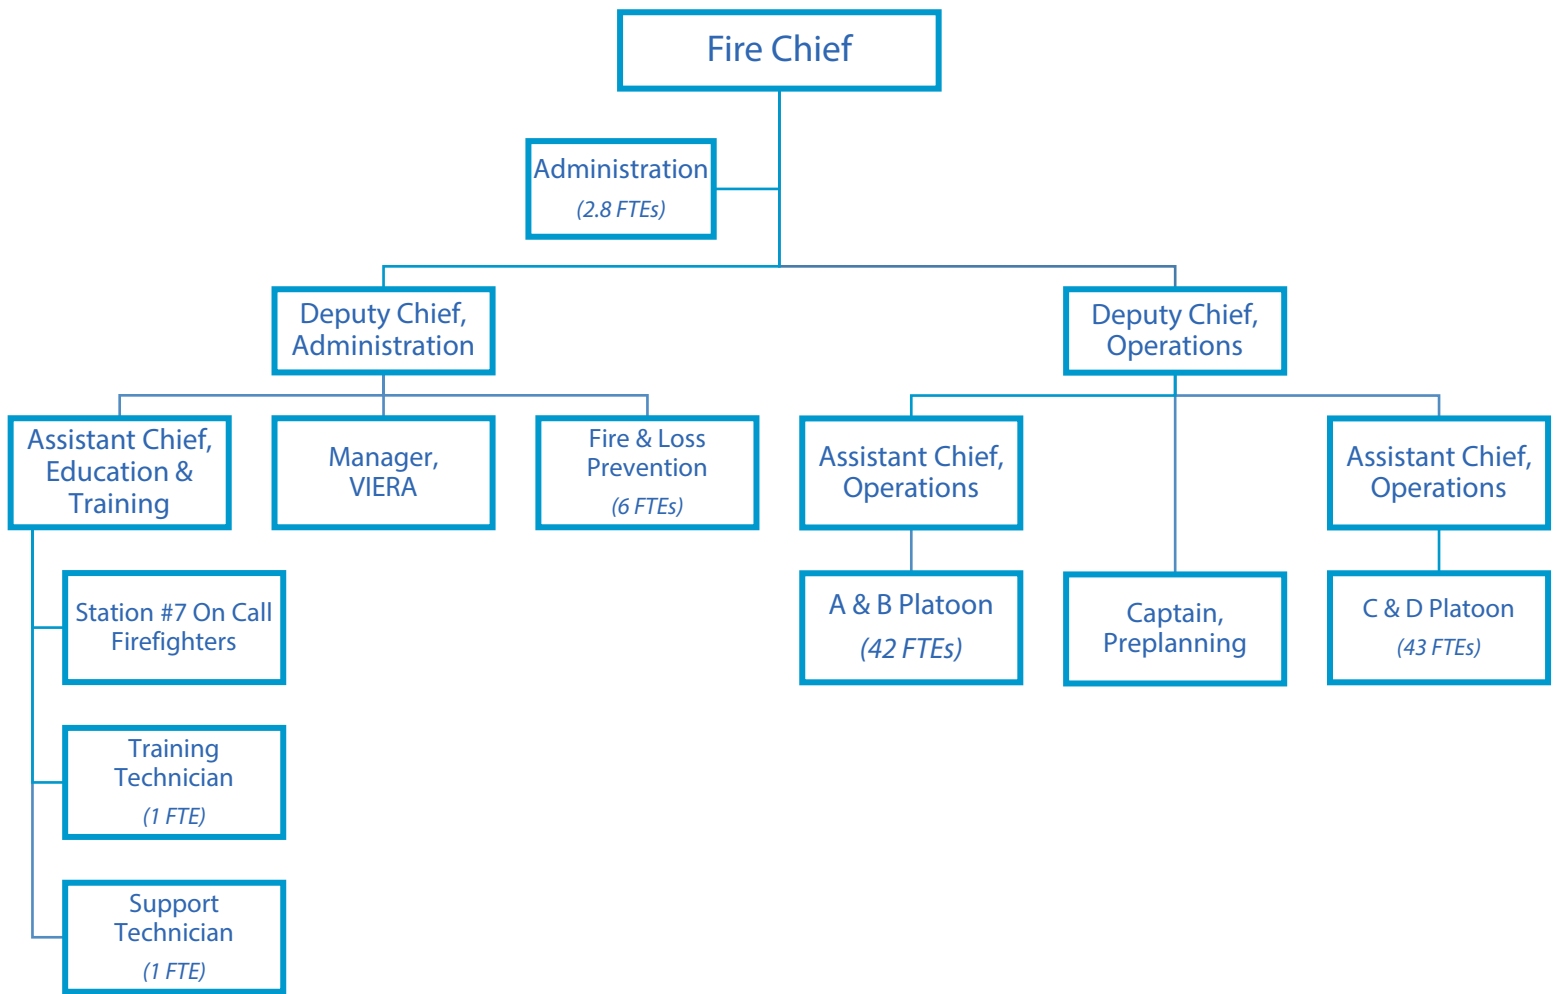 Fire Chief
Administration
(2.8 FTEs)
Deputy Chief,
Administration
Deputy Chief,
Operations
Assistant Chief,
Education &
Training
Manager,
VIERA
Fire & Loss
Prevention
(6 FTEs)
Assistant Chief,
Operations
Assistant Chief,
Operations
Station #7 On Call
Firefighters
A & B Platoon
(42 FTEs)
Captain,
Preplanning
C & D Platoon
(43 FTEs)
Training
Technician
(1 FTE)
Support
Technician
(1 FTE)